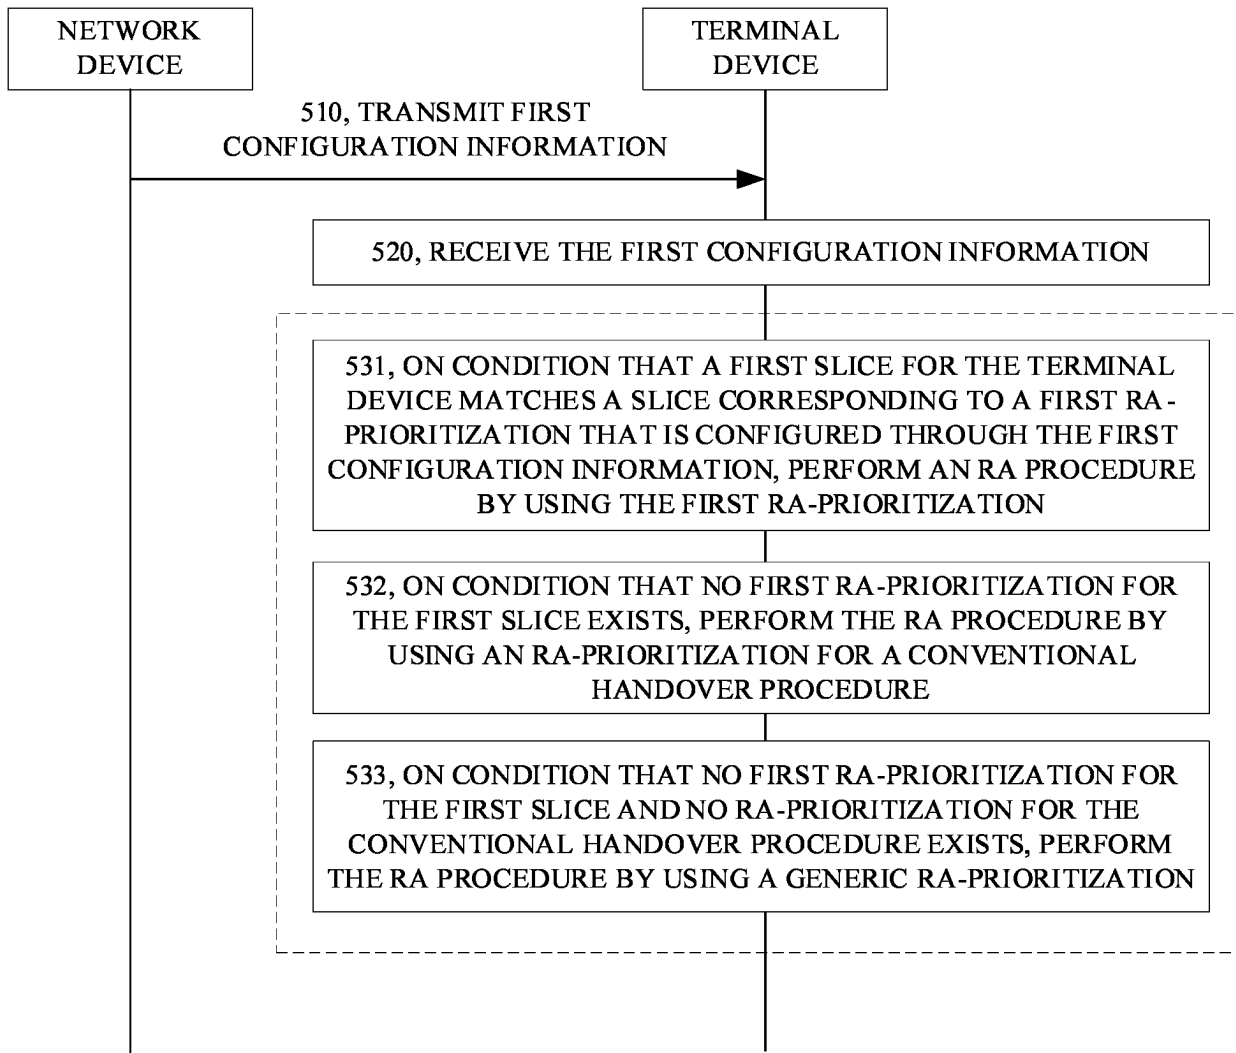 NETWORK
DEVICE
TERMINAL
DEVICE
510, TRANSMIT FIRST
CONFIGURATION INFORMATION
520, RECEIVE THE FIRST CONFIGURATION INFORMATION
531, ON CONDITION THAT A FIRST SLICE FOR THE TERMINAL
DEVICE MATCHES A SLICE CORRESPONDING TO A FIRST RA-
PRIORITIZATION THAT IS CONFIGURED THROUGH THE FIRST
CONFIGURATION INFORMATION, PERFORM AN RA PROCEDURE
BY USING THE FIRST RA-PRIORITIZATION
532, ON CONDITION THAT NO FIRST RA-PRIORITIZATION FOR
THE FIRST SLICE EXISTS, PERFORM THE RA PROCEDURE BY
USING AN RA-PRIORITIZATION FOR A CONVENTIONAL
HANDOVER PROCEDURE
533, ON CONDITION THAT NO FIRST RA-PRIORITIZATION FOR
THE FIRST SLICE AND NO RA-PRIORITIZATION FOR THE
CONVENTIONAL HANDOVER PROCEDURE EXISTS, PERFORM
THE RA PROCEDURE BY USING A GENERIC RA-PRIORITIZATION